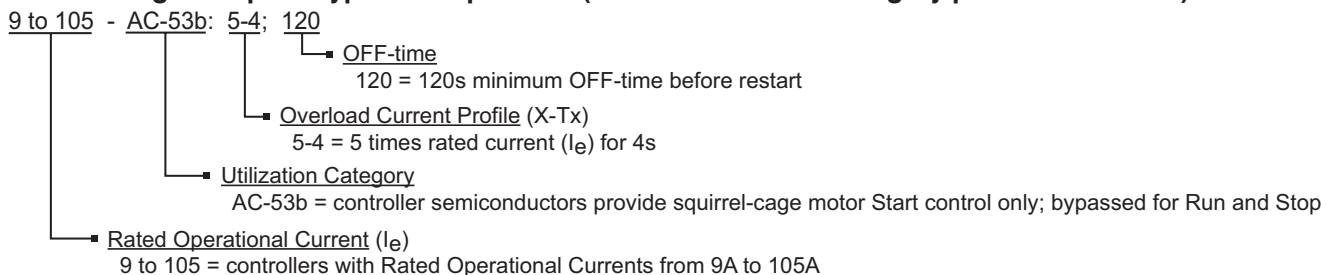 9 to 105 - AC-53b: 5-4; 120
OFF-time
120 = 120s minimum OFF-time before restart
Overload Current Profile (X-Tx)
5-4 = 5 times rated current (Ie) for 4s
Utilization Category
AC-53b = controller semiconductors provide squirrel-cage motor Start control only; bypassed for Run and Stop
Rated Operational Current (Ie)
9 to 105 = controllers with Rated Operational Currents from 9A to 105A